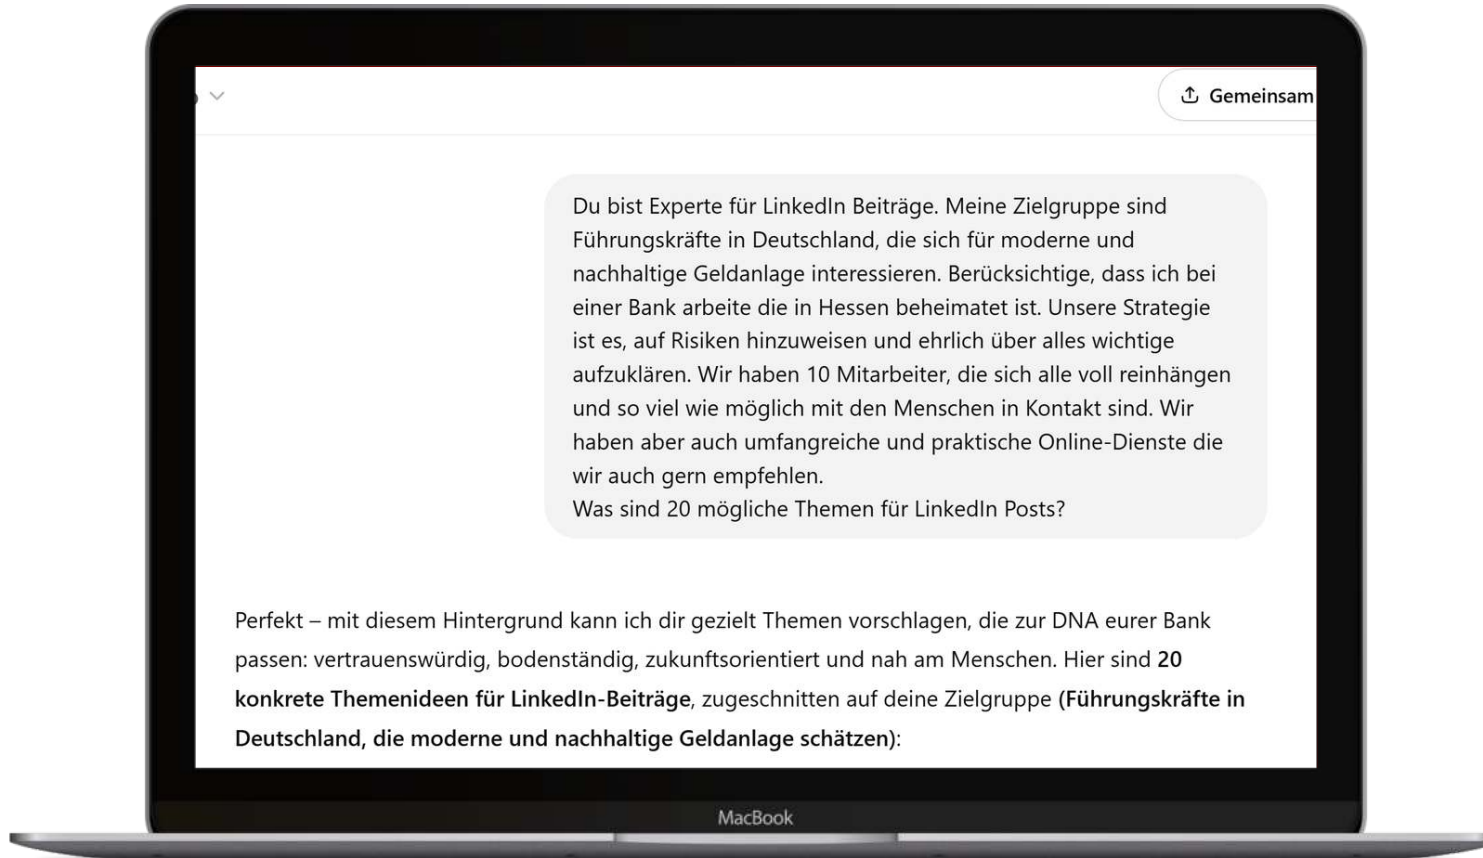 Gemeinsam
Du bist Experte für LinkedIn Beiträge. Meine Zielgruppe sind
Führungskräfte in Deutschland, die sich für moderne und
nachhaltige Geldanlage interessieren. Berücksichtige, dass ich bei
einer Bank arbeite die in Hessen beheimatet ist. Unsere Strategie
ist es, auf Risiken hinzuweisen und ehrlich über alles wichtige
aufzuklären. Wir haben 10 Mitarbeiter, die sich alle voll reinhängen
und so viel wie möglich mit den Menschen in Kontakt sind. Wir
haben aber auch umfangreiche und praktische Online-Dienste die
wir auch gern empfehlen.
Was sind 20 mögliche Themen für LinkedIn Posts?
Perfekt – mit diesem Hintergrund kann ich dir gezielt Themen vorschlagen, die zur DNA eurer Bank
passen: vertrauenswürdig, bodenständig, zukunftsorientiert und nah am Menschen. Hier sind 20
konkrete Themenideen für LinkedIn-Beiträge, zugeschnitten auf deine Zielgruppe (Führungskräfte in
Deutschland, die moderne und nachhaltige Geldanlage schätzen):
MacBook